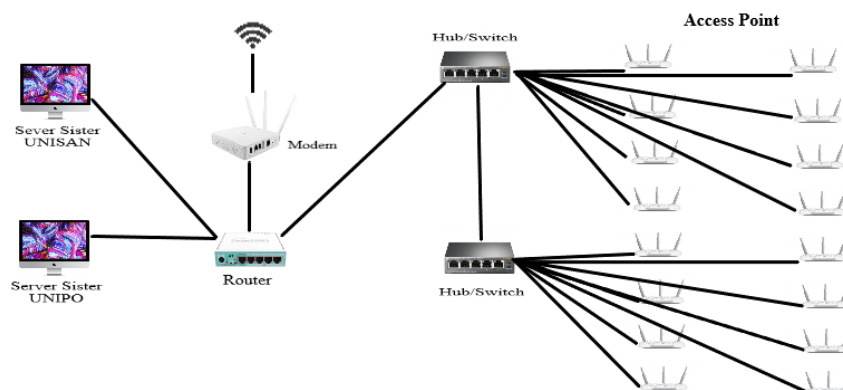 Access Point
Hub/Switch
Sever Sister
UNISAN
Modem
Server Sister
UNIPO
Router
Hub/Switch